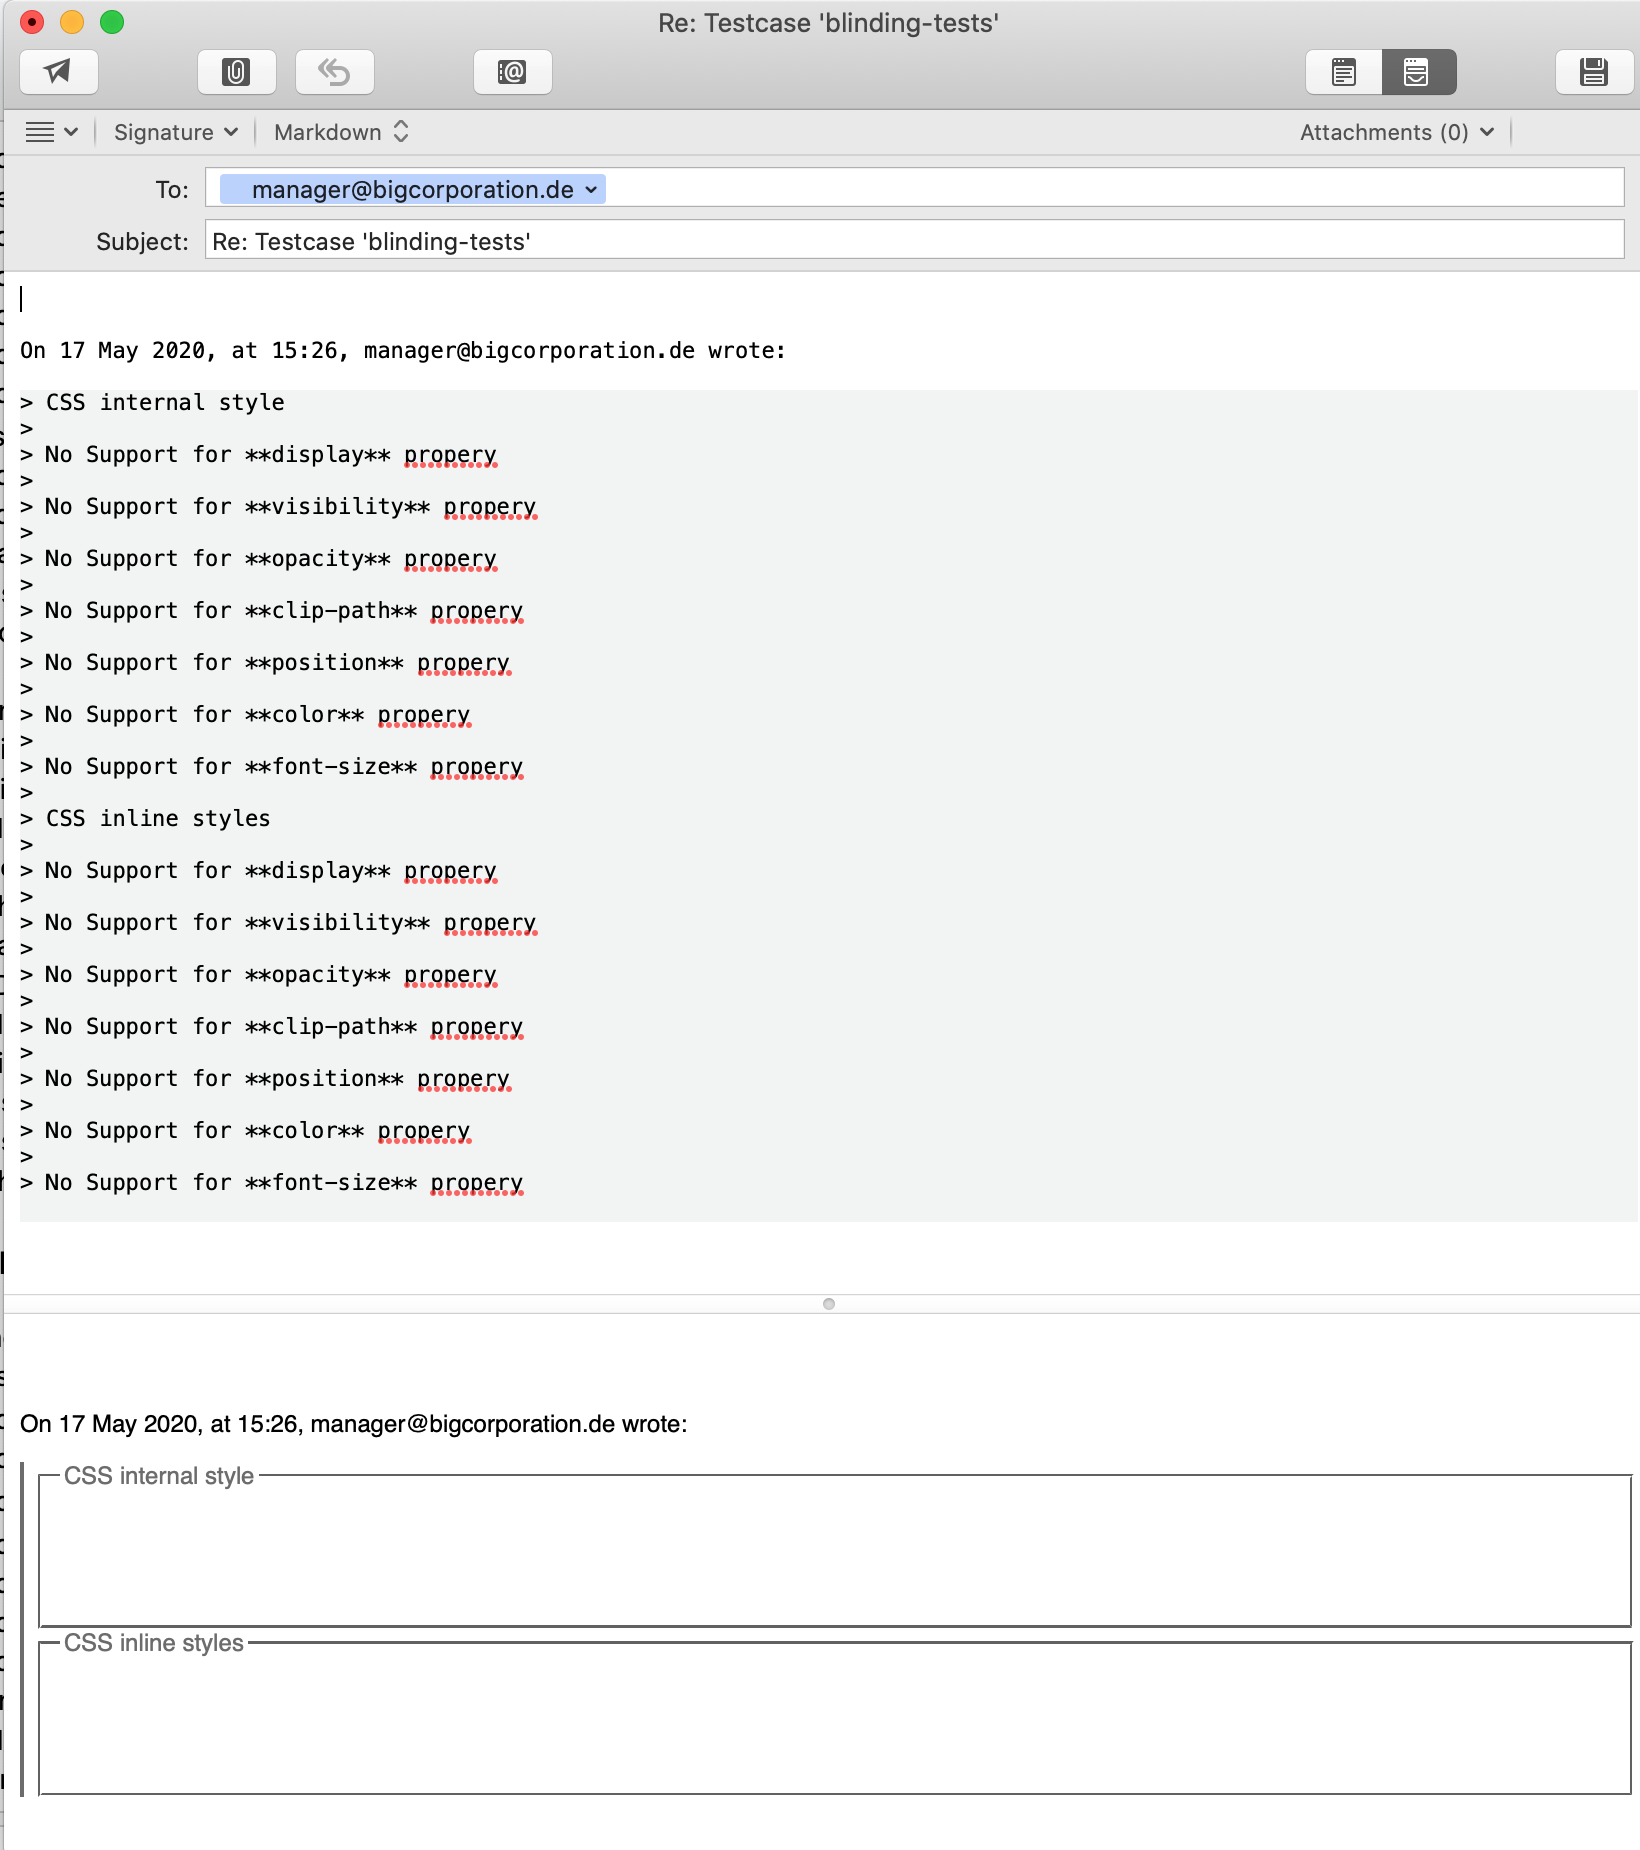 Re: Testcase 'blinding-tests'
Signature
Markdown
Attachments (0)
To: manager@bigcorporation.de
Subject: Re: Testcase 'blinding-tests'
On 17 May 2020, at 15:26, manager@bigcorporation.de wrote:
> CSS internal style
>
> No Support for **display** propery
>
> No Support for **visibility** propery
>
> No Support for **opacity** propery
>
> No Support for **clip-path** propery
>
> No Support for **position** propery
>
> No Support for **color** propery
>
> No Support for **font-size** propery
>
> CSS inline styles
>
> No Support for **display** propery
>
> No Support for **visibility** propery
>
> No Support for **opacity** propery
>
> No Support for **clip-path** propery
>
> No Support for **position** propery
>
> No Support for **color** propery
>
> No Support for **font-size** propery
On 17 May 2020, at 15:26, manager@bigcorporation.de wrote:
CSS internal style
CSS inline styles